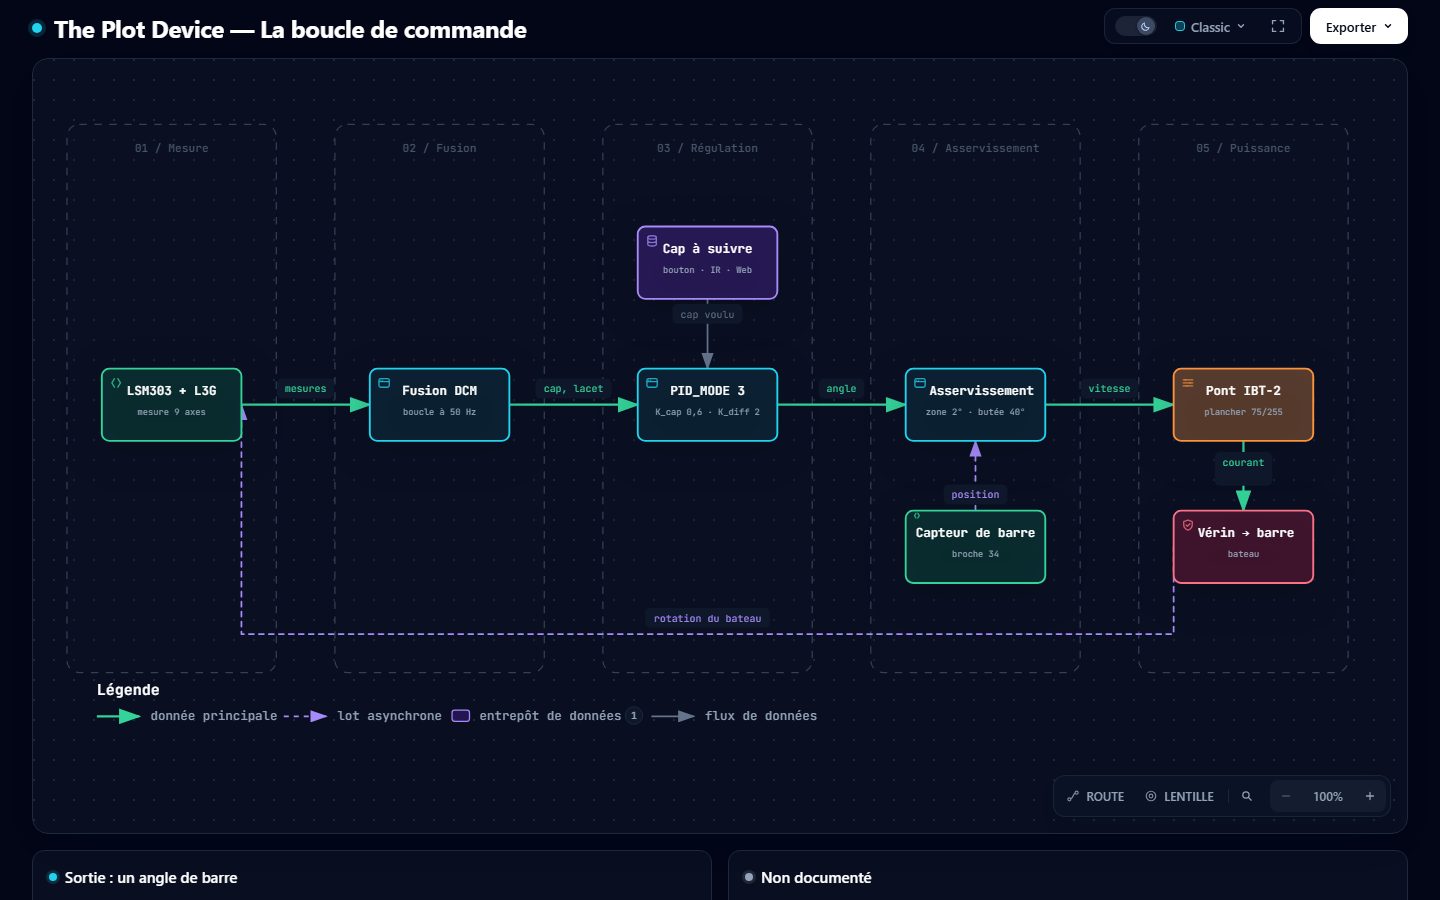 The Plot Device — La boucle de commande
Classic
Exporter
01 / Mesure
02 / Fusion
03 / Régulation
04 / Asservissement
05 / Puissance
Cap à suivre
bouton · IR · Web
cap voulu
LSM303 + L3G
mesure 9 axes
mesures
Fusion DCM
boucle à 50 Hz
cap, lacet
PID_MODE 3
K_cap 0,6 · K_diff 2
angle
Asservissement
zone 2° · butée 40°
vitesse
Pont IBT-2
plancher 75/255
courant
position
Capteur de barre
broche 34
Vérin → barre
bateau
rotation du bateau
Légende
donnée principale
lot asynchrone
entrepôt de données 1
flux de données
ROUTE
LENTILLE
− 100% +
Sortie : un angle de barre
Non documenté